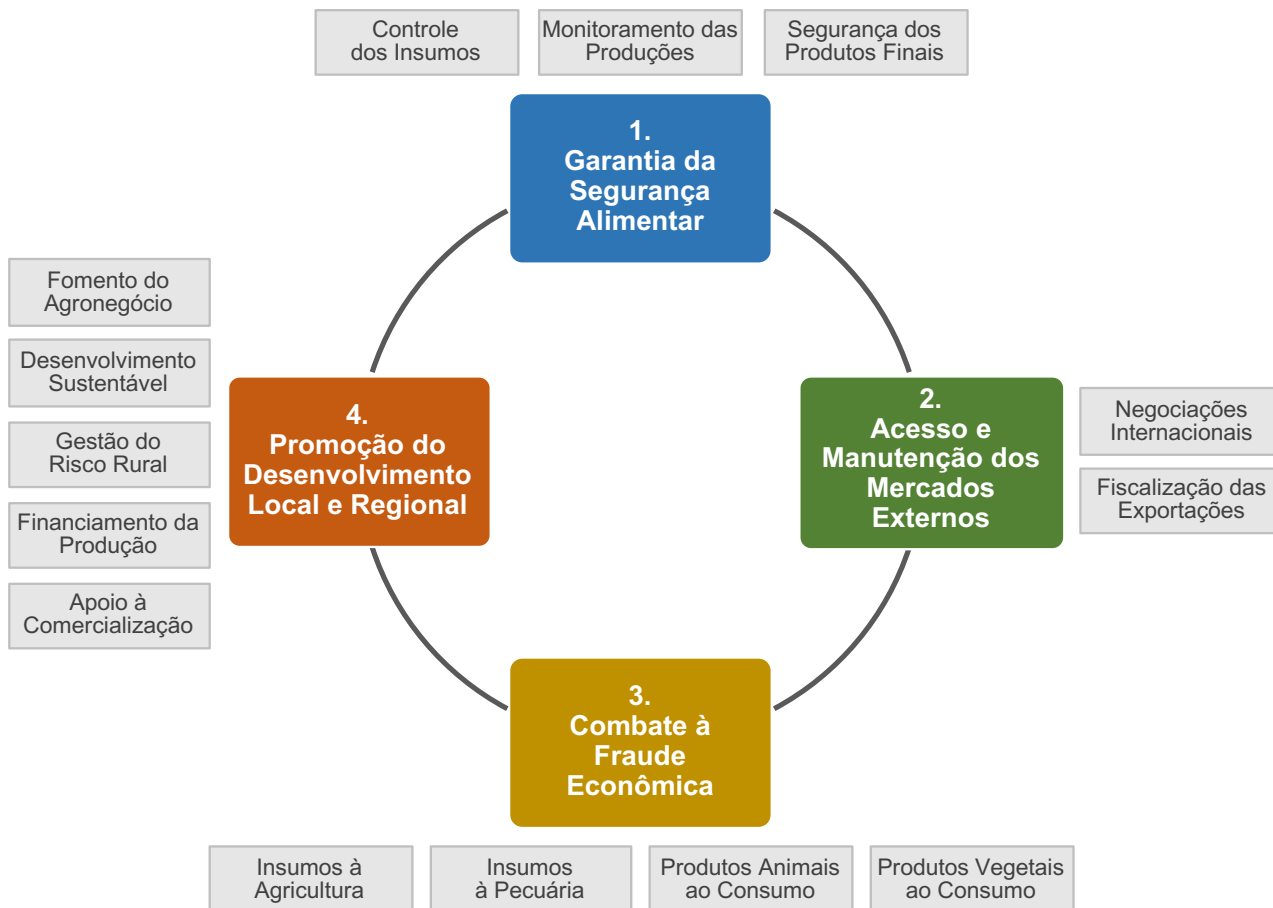 Controle
dos Insumos
Monitoramento das
Produções
Segurança dos
Produtos Finais
1.
Garantia da
Segurança
Alimentar
Fomento do
Agronegócio
Desenvolvimento
Sustentável
Gestão do
Risco Rural
Financiamento da
Produção
Apoio à
Comercialização
4.
Promoção do
Desenvolvimento
Local e Regional
2.
Acesso e
Manutenção dos
Mercados
Externos
Negociações
Internacionais
Fiscalização das
Exportações
3.
Combate à
Fraude
Econômica
Insumos à
Agricultura
Insumos
à Pecuária
Produtos Animais
ao Consumo
Produtos Vegetais
ao Consumo